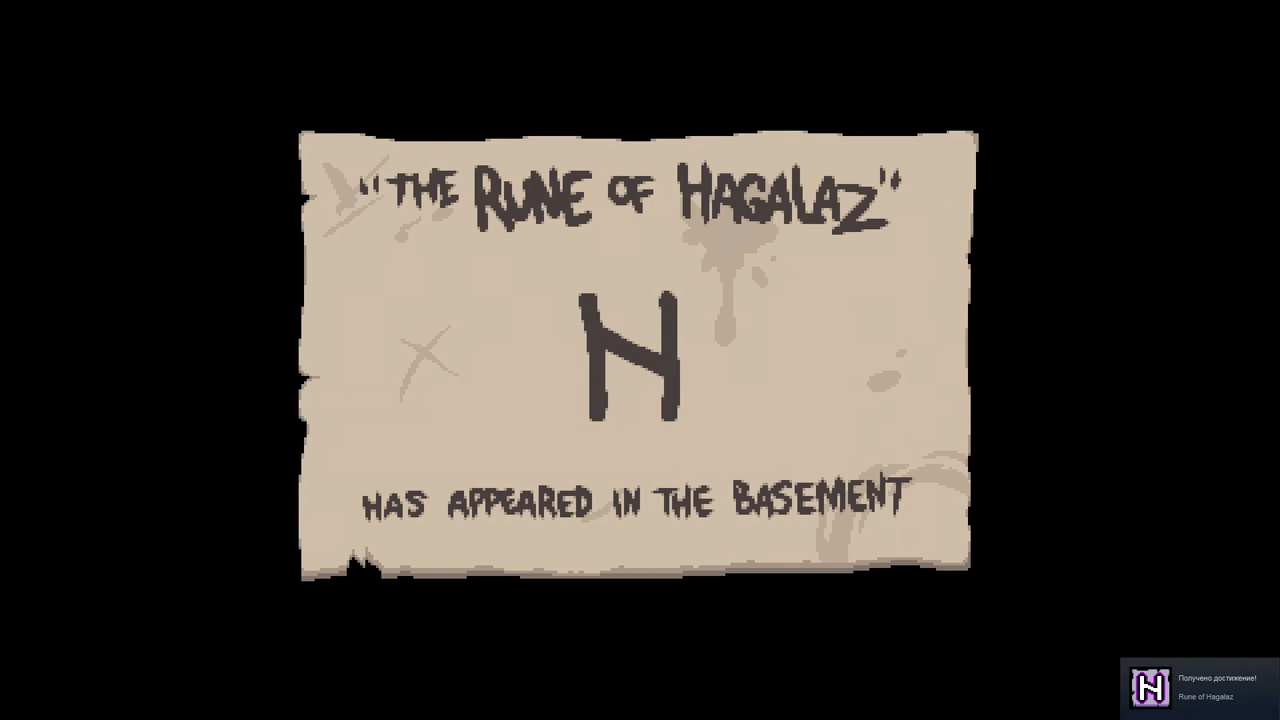 "THE RUNE OF HAGALAZ"
HAS APPEARED IN THE BASEMENT
Получено достижение!
Rune of Hagalaz